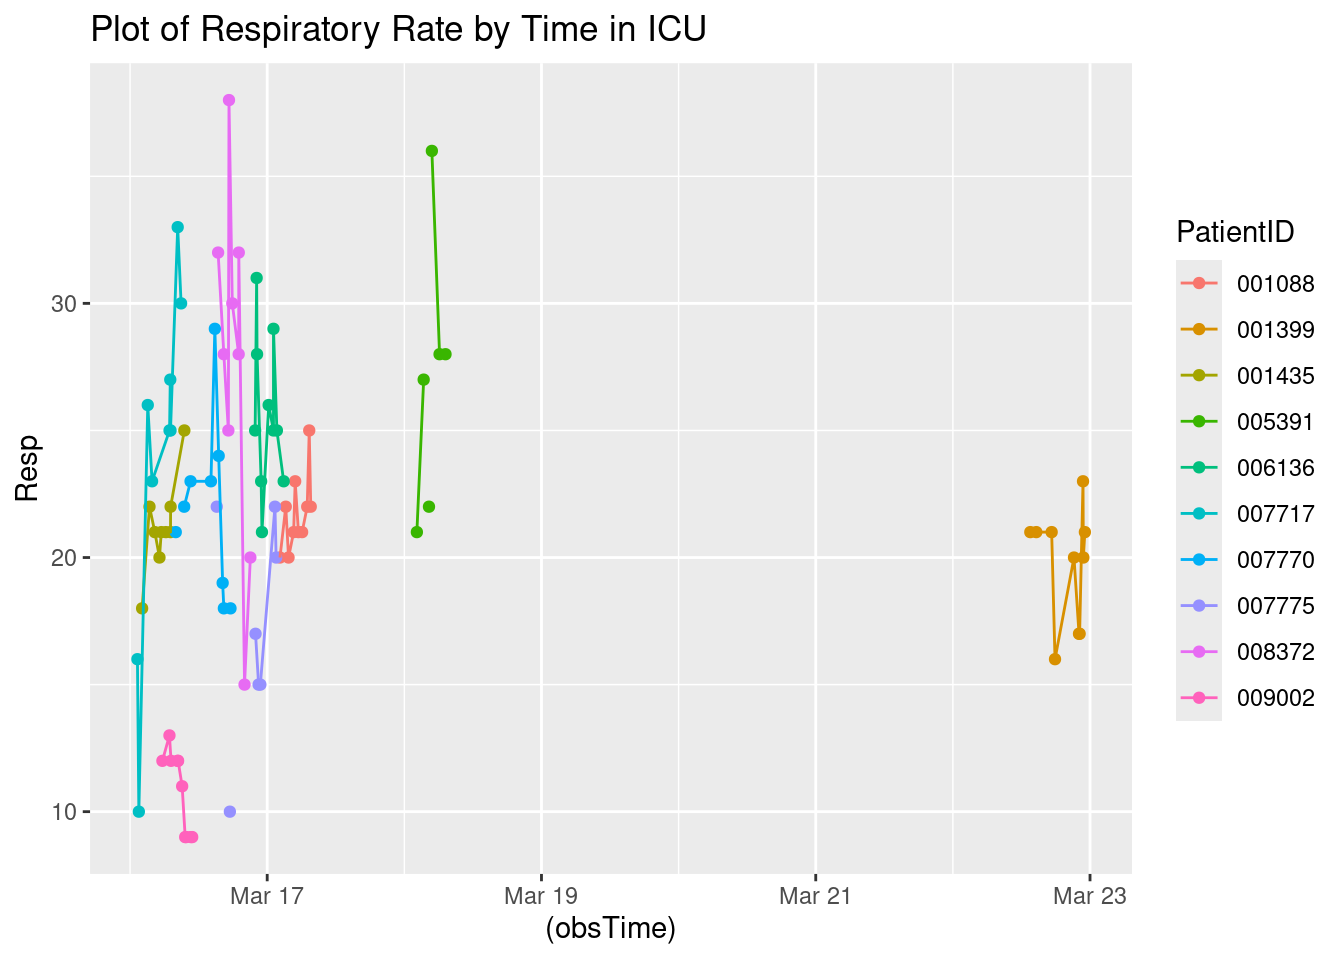 Plot of Respiratory Rate by Time in ICU
Resp
30
20
10
Mar 17
Mar 19
Mar 21
Mar 23
(obsTime)
PatientID
001088
001399
001435
005391
006136
007717
007770
007775
008372
009002